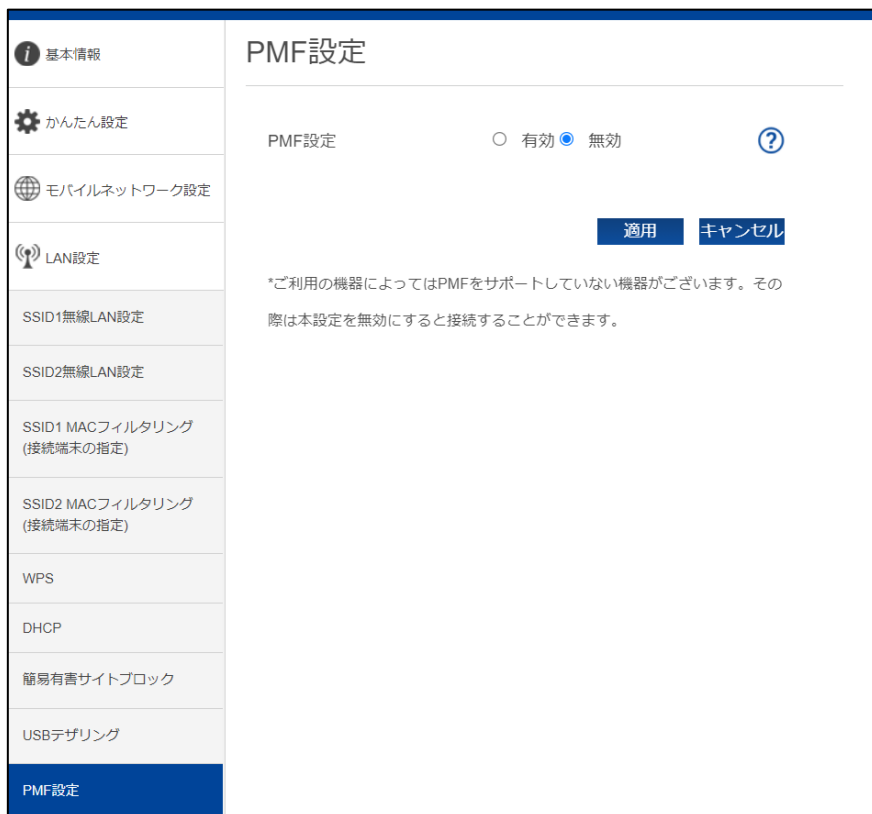 基本情報
かんたん設定
モバイルネットワーク設定
LAN設定
SSID1無線LAN設定
SSID2無線LAN設定
SSID1 MACフィルタリング
(接続端末の指定)
SSID2 MACフィルタリング
(接続端末の指定)
WPS
DHCP
簡易有害サイトブロック
USBテザリング
PMF設定
PMF設定
PMF設定 有効 無効 ?
適用 キャンセル
*ご利用の機器によってはPMFをサポートしていない機器がございます。その
際は本設定を無効にすると接続することができます。